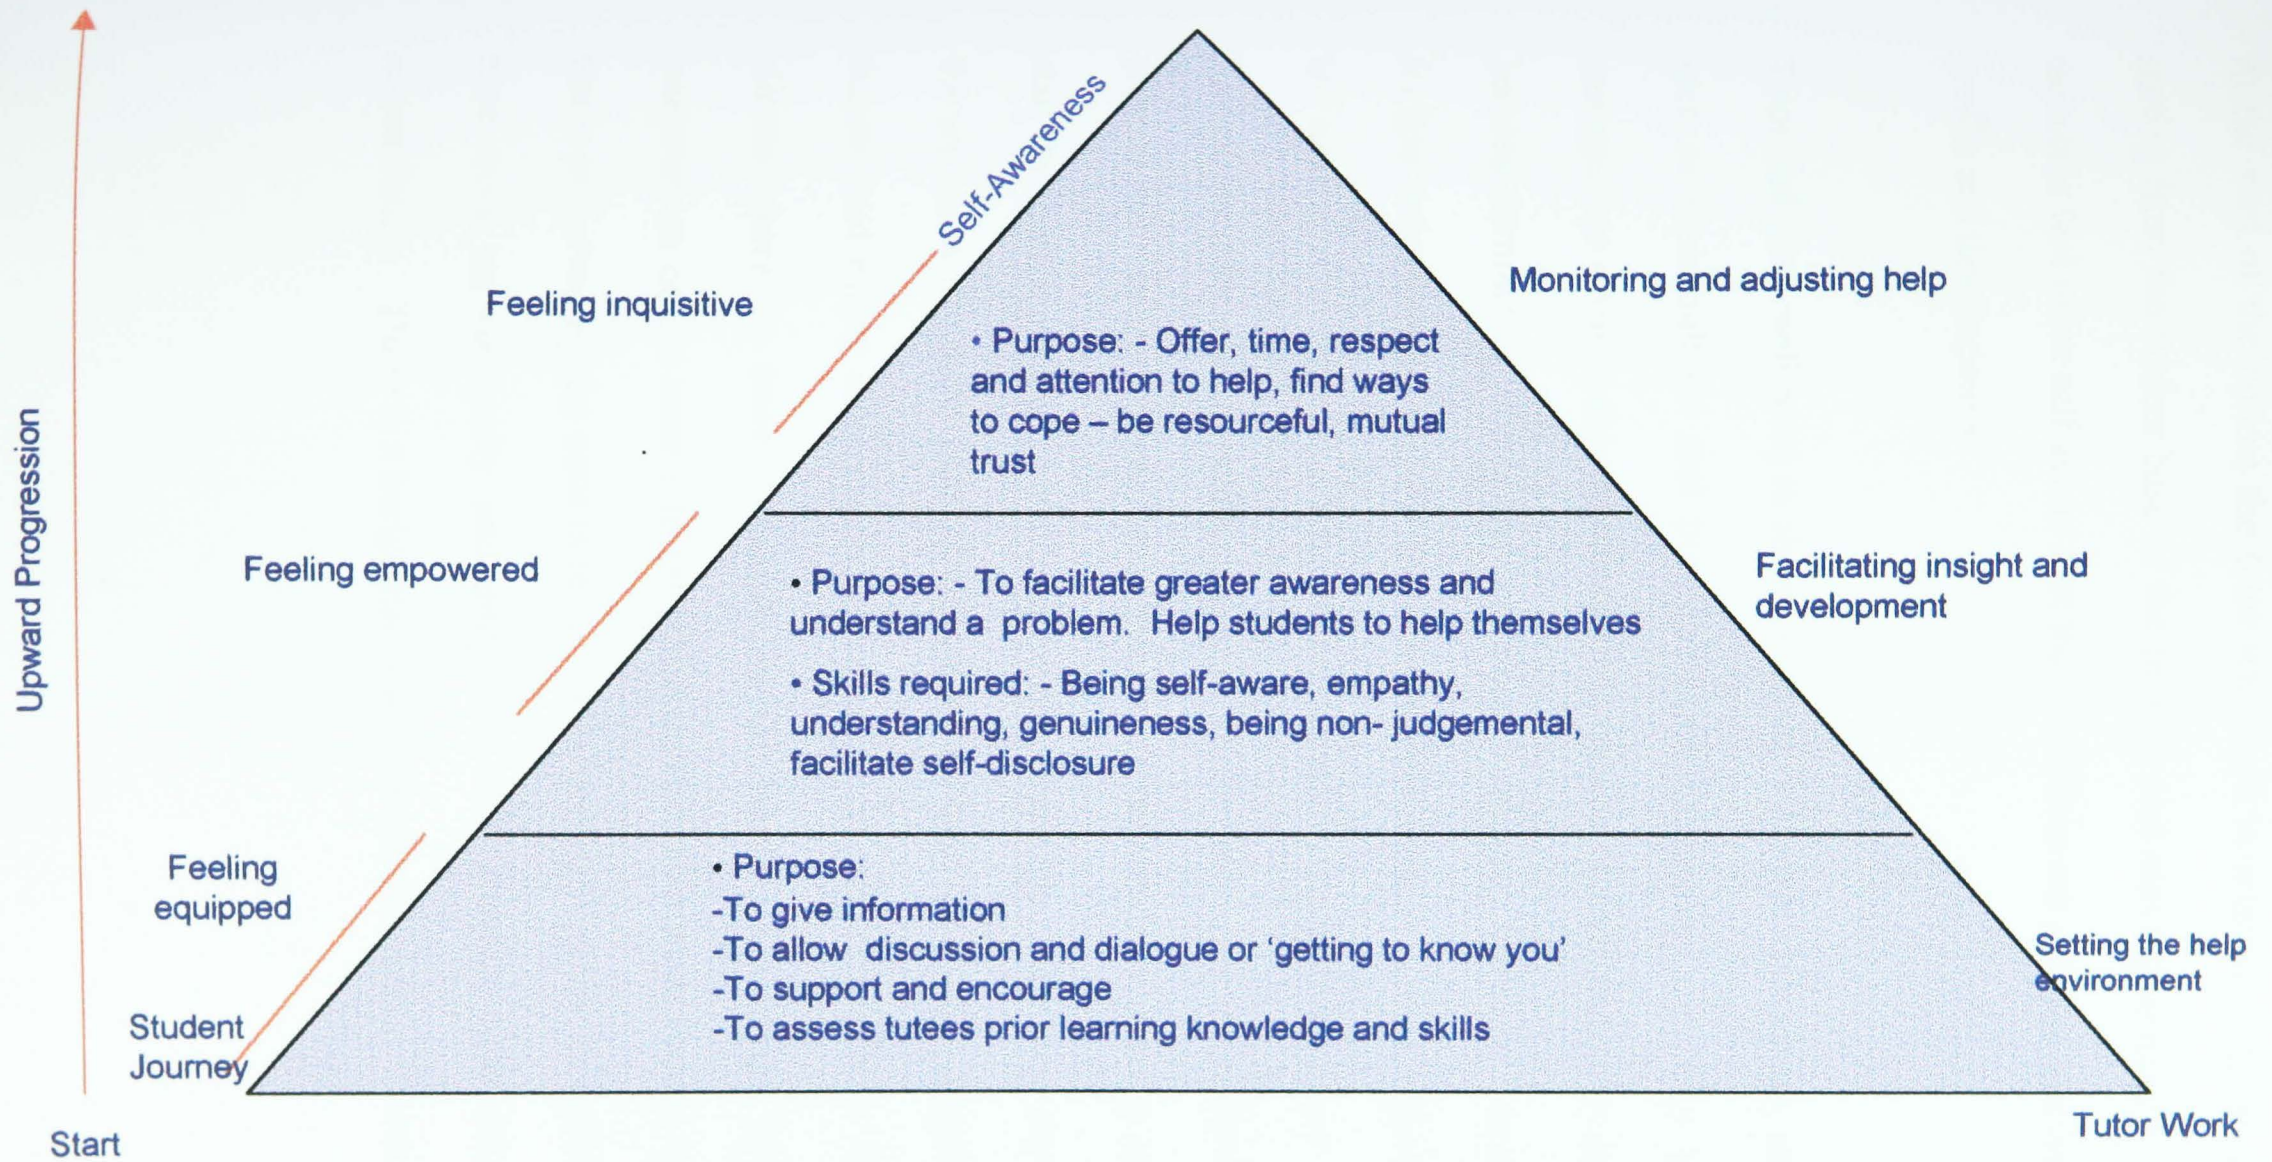 Self-Awareness
Feeling inquisitive
Monitoring and adjusting help
• Purpose: - Offer, time, respect
and attention to help, find ways
to cope – be resourceful, mutual
trust
Upward Progression
Feeling empowered
Facilitating insight and
development
• Purpose: - To facilitate greater awareness and
understand a problem. Help students to help themselves
• Skills required: - Being self-aware, empathy,
understanding, genuineness, being non- judgemental,
facilitate self-disclosure
Feeling
equipped
• Purpose:
-To give information
-To allow discussion and dialogue or ‘getting to know you’
-To support and encourage
-To assess tutees prior learning knowledge and skills
Setting the help
environment
Student
Journey
Start
Tutor Work